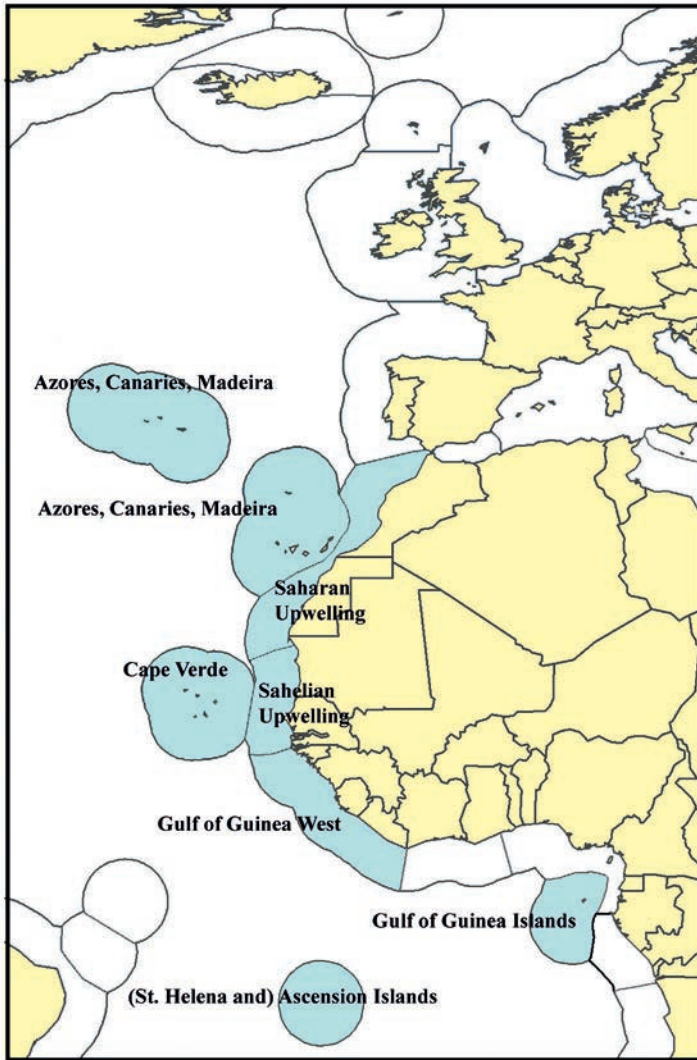 Azores, Canaries, Madeira
Azores, Canaries, Madeira
Saharan
Upwelling
Cape Verde
Sahelian
Upwelling
Gulf of Guinea West
Gulf of Guinea Islands
(St. Helena and) Ascension Islands